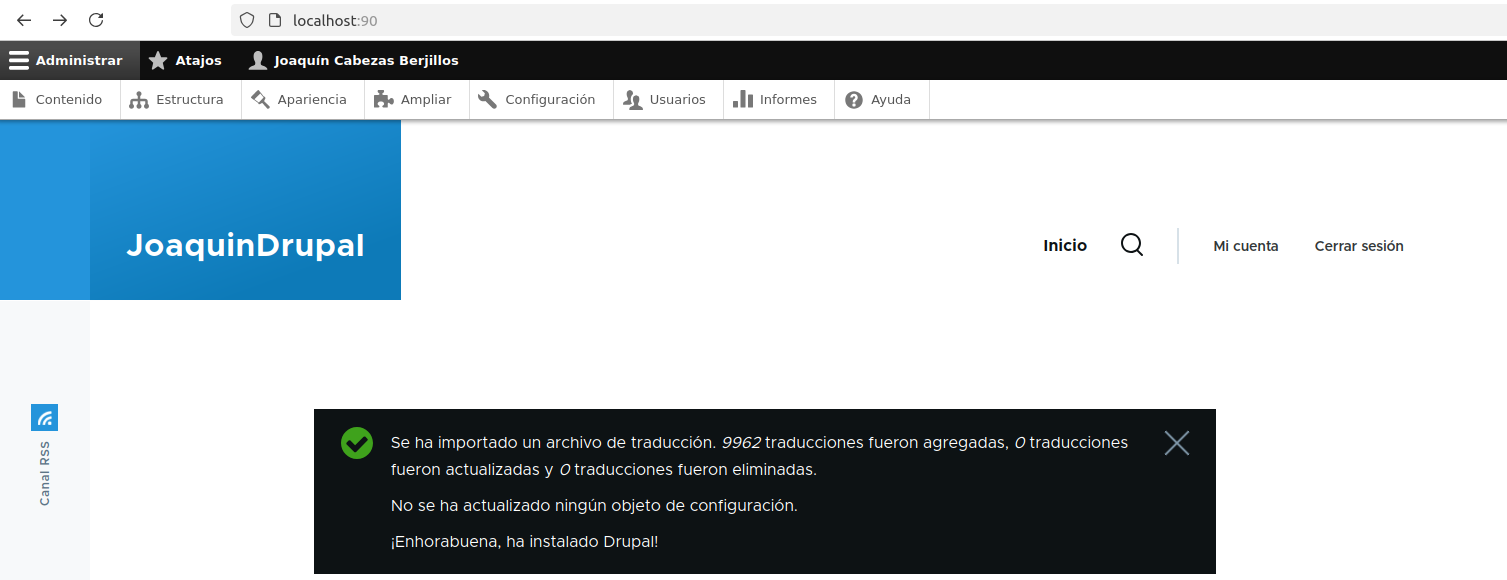 localhost:90
Administrar Atajos Joaquín Cabezas Berjillos
Contenido Estructura Apariencia Ampliar Configuración Usuarios Informes Ayuda
JoaquinDrupal
Inicio Mi cuenta Cerrar sesión
Canal RSS
Se ha importado un archivo de traducción. 9962 traducciones fueron agregadas, 0 traducciones
fueron actualizadas y 0 traducciones fueron eliminadas.
No se ha actualizado ningún objeto de configuración.
¡Enhorabuena, ha instalado Drupal!